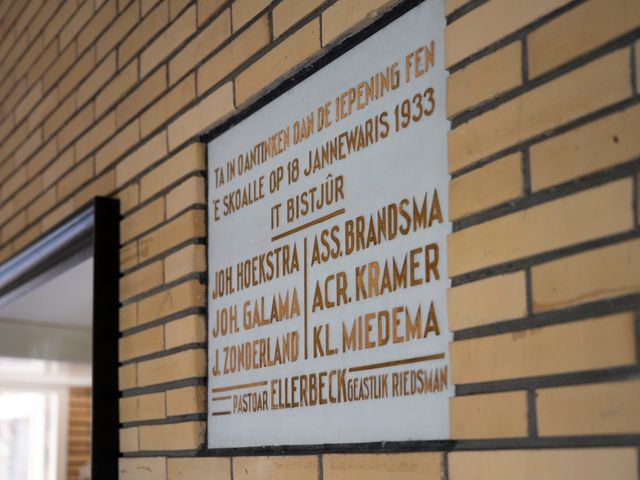 TA IN OANTINKEN OAN DE IEPENING FEN
'E SKOALLE OP 18 JANNEWARIS 1933
IT BISTJÛR
JOH. HOEKSTRA ASS. BRANDSMA
JOH. GALAMA ACR. KRAMER
J. ZONDERLAND KL. MIEDEMA
PASTOAR ELLERBECK GEASTLIK RIEDSMAN